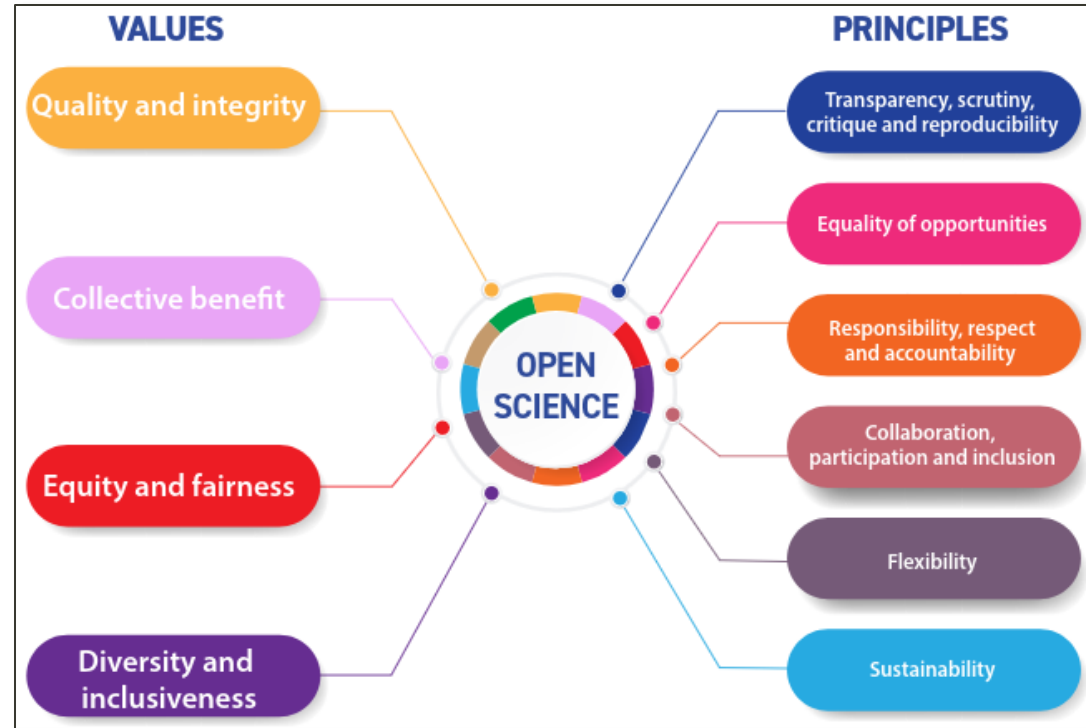 VALUES
Quality and integrity
Collective benefit
Equity and fairness
Diversity and
inclusiveness
OPEN
SCIENCE
PRINCIPLES
Transparency, scrutiny,
critique and reproducibility
Equality of opportunities
Responsibility, respect
and accountability
Collaboration,
participation and inclusion
Flexibility
Sustainability